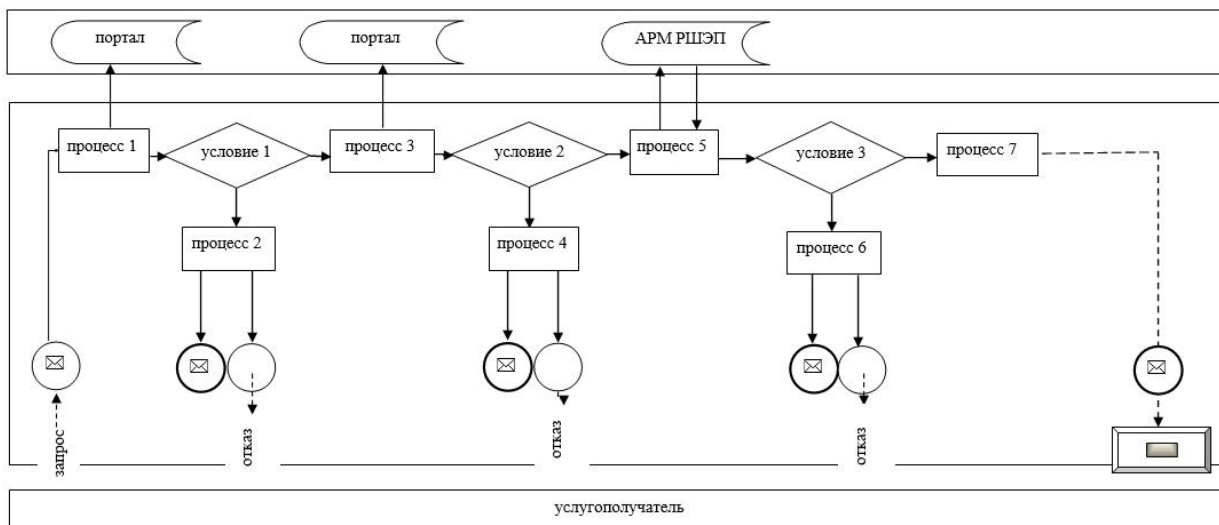 портал
портал
АРМ РШЭП
процесс 1
условие 1
процесс 3
условие 2
процесс 5
условие 3
процесс 7
процесс 2
процесс 4
процесс 6
запрос
отказ
отказ
отказ
услугополучатель